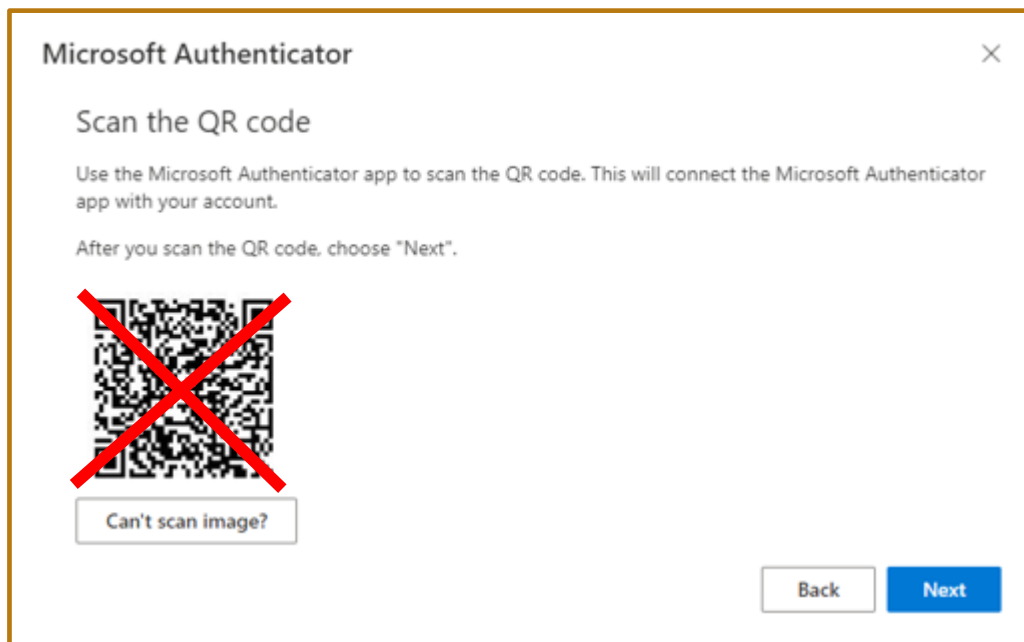 Microsoft Authenticator
Scan the QR code
Use the Microsoft Authenticator app to scan the QR code. This will connect the Microsoft Authenticator
app with your account.
After you scan the QR code, choose "Next".
Can't scan image?
Back
Next